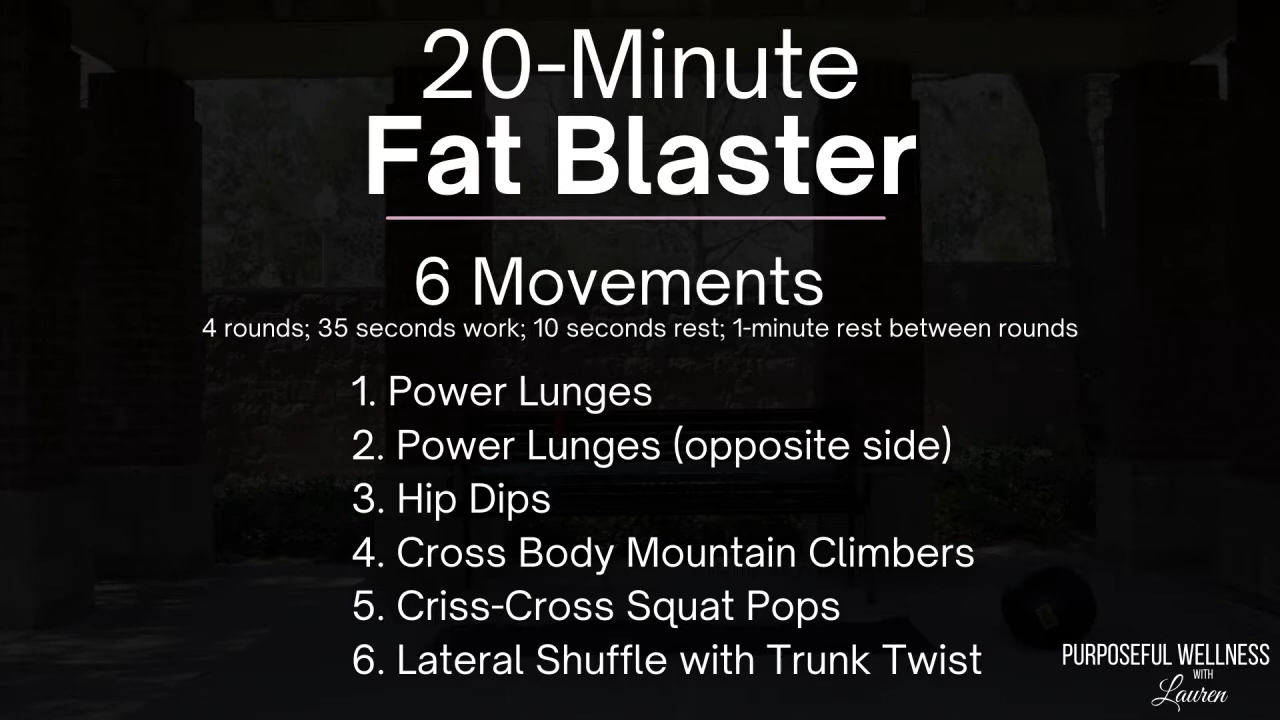 20-Minute
Fat Blaster
6 Movements
4 rounds; 35 seconds work; 10 seconds rest; 1-minute rest between rounds
1. Power Lunges
2. Power Lunges (opposite side)
3. Hip Dips
4. Cross Body Mountain Climbers
5. Criss-Cross Squat Pops
6. Lateral Shuffle with Trunk Twist
PURPOSEFUL WELLNESS
WITH
Lauren